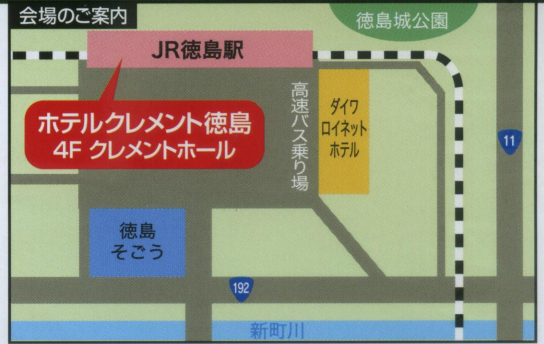 会場のご案内
徳島城公園
JR徳島駅
ホテルクレメント徳島
4F クレメントホール
高速バス乗り場
ダイワ
ロイネット
ホテル
11
徳島
そごう
192
新町川